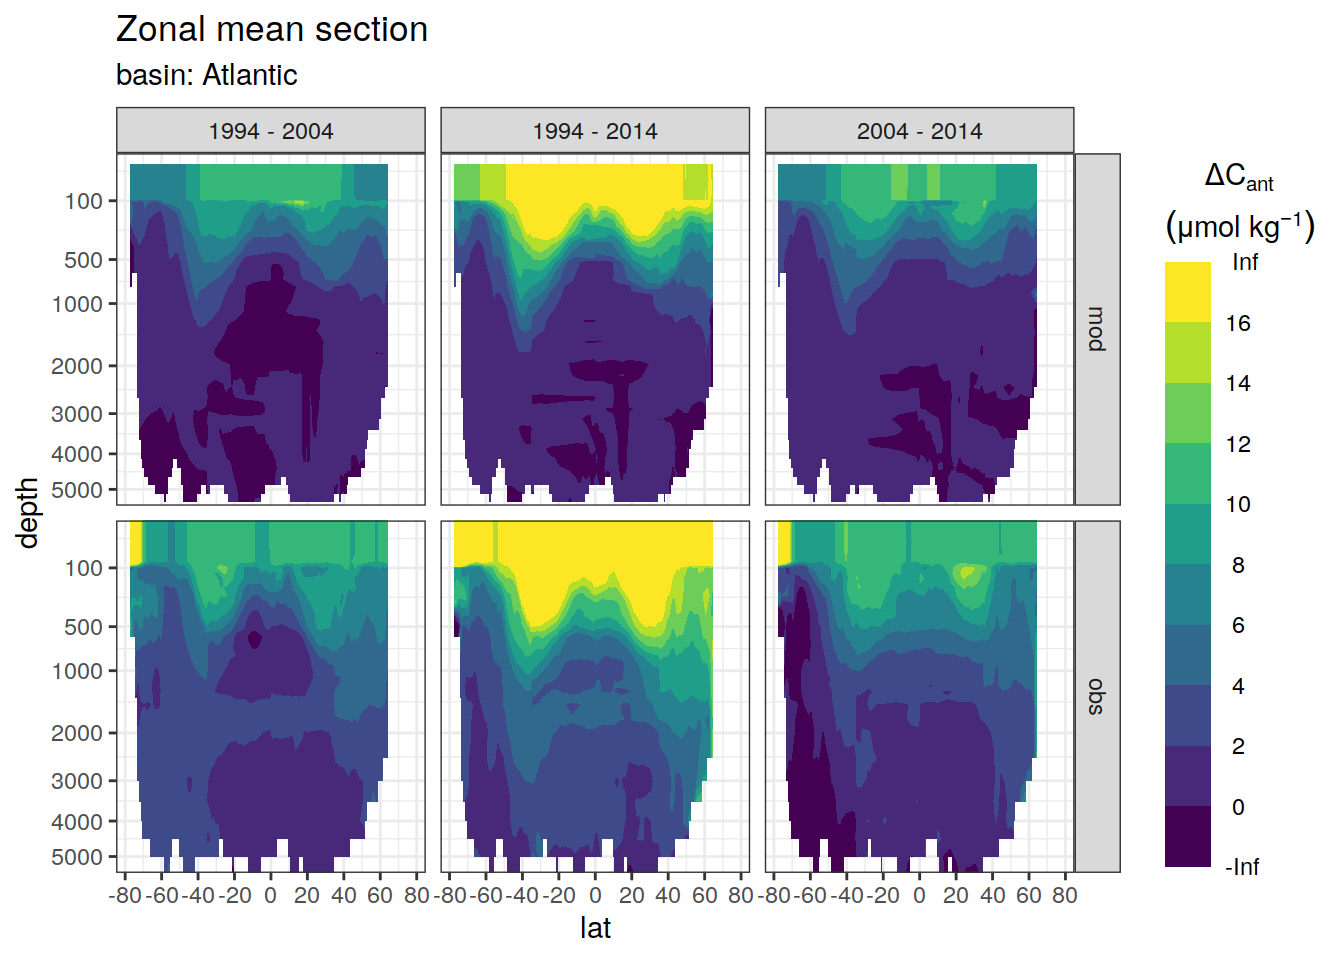 Zonal mean section
basin: Atlantic
1994 - 2004
1994 - 2014
2004 - 2014
mod
obs
depth
100
500
1000
2000
3000
4000
5000
100
500
1000
2000
3000
4000
5000
-80 -60 -40 -20 0 20 40 60 80
-80 -60 -40 -20 0 20 40 60 80
-80 -60 -40 -20 0 20 40 60 80
lat
ΔCant
(μmol kg⁻¹)
Inf
16
14
12
10
8
6
4
2
0
-Inf